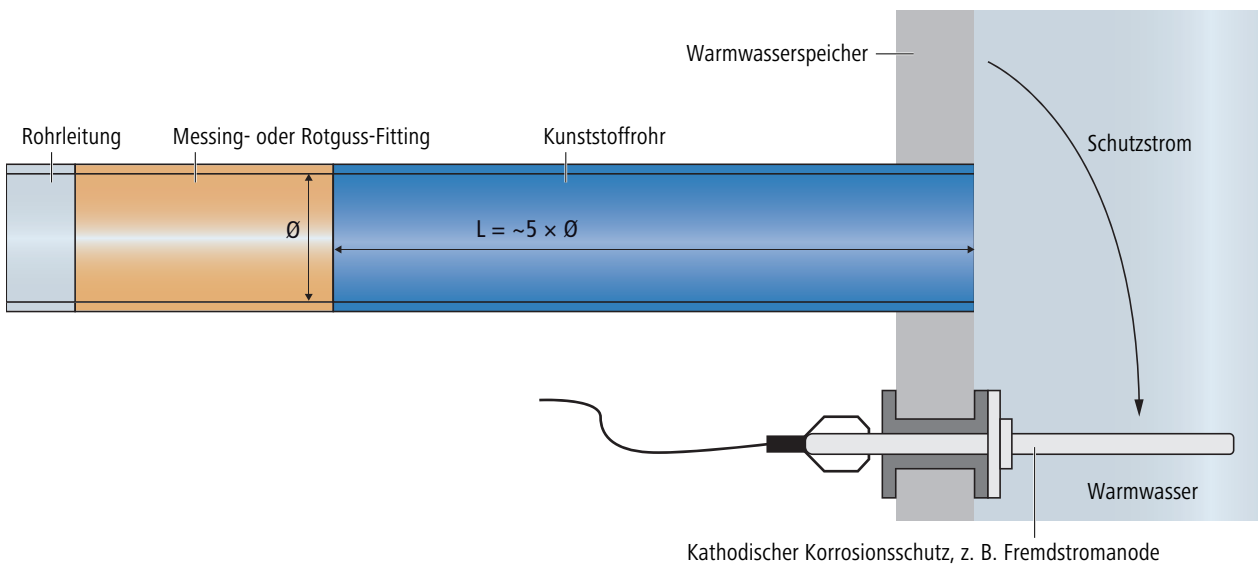 Warmwasserspeicher
Rohrleitung
Messing- oder Rotguss-Fitting
Kunststoffrohr
Schutzstrom
Ø
L = ~5 × Ø
Warmwasser
Kathodischer Korrosionsschutz, z. B. Fremdstromanode